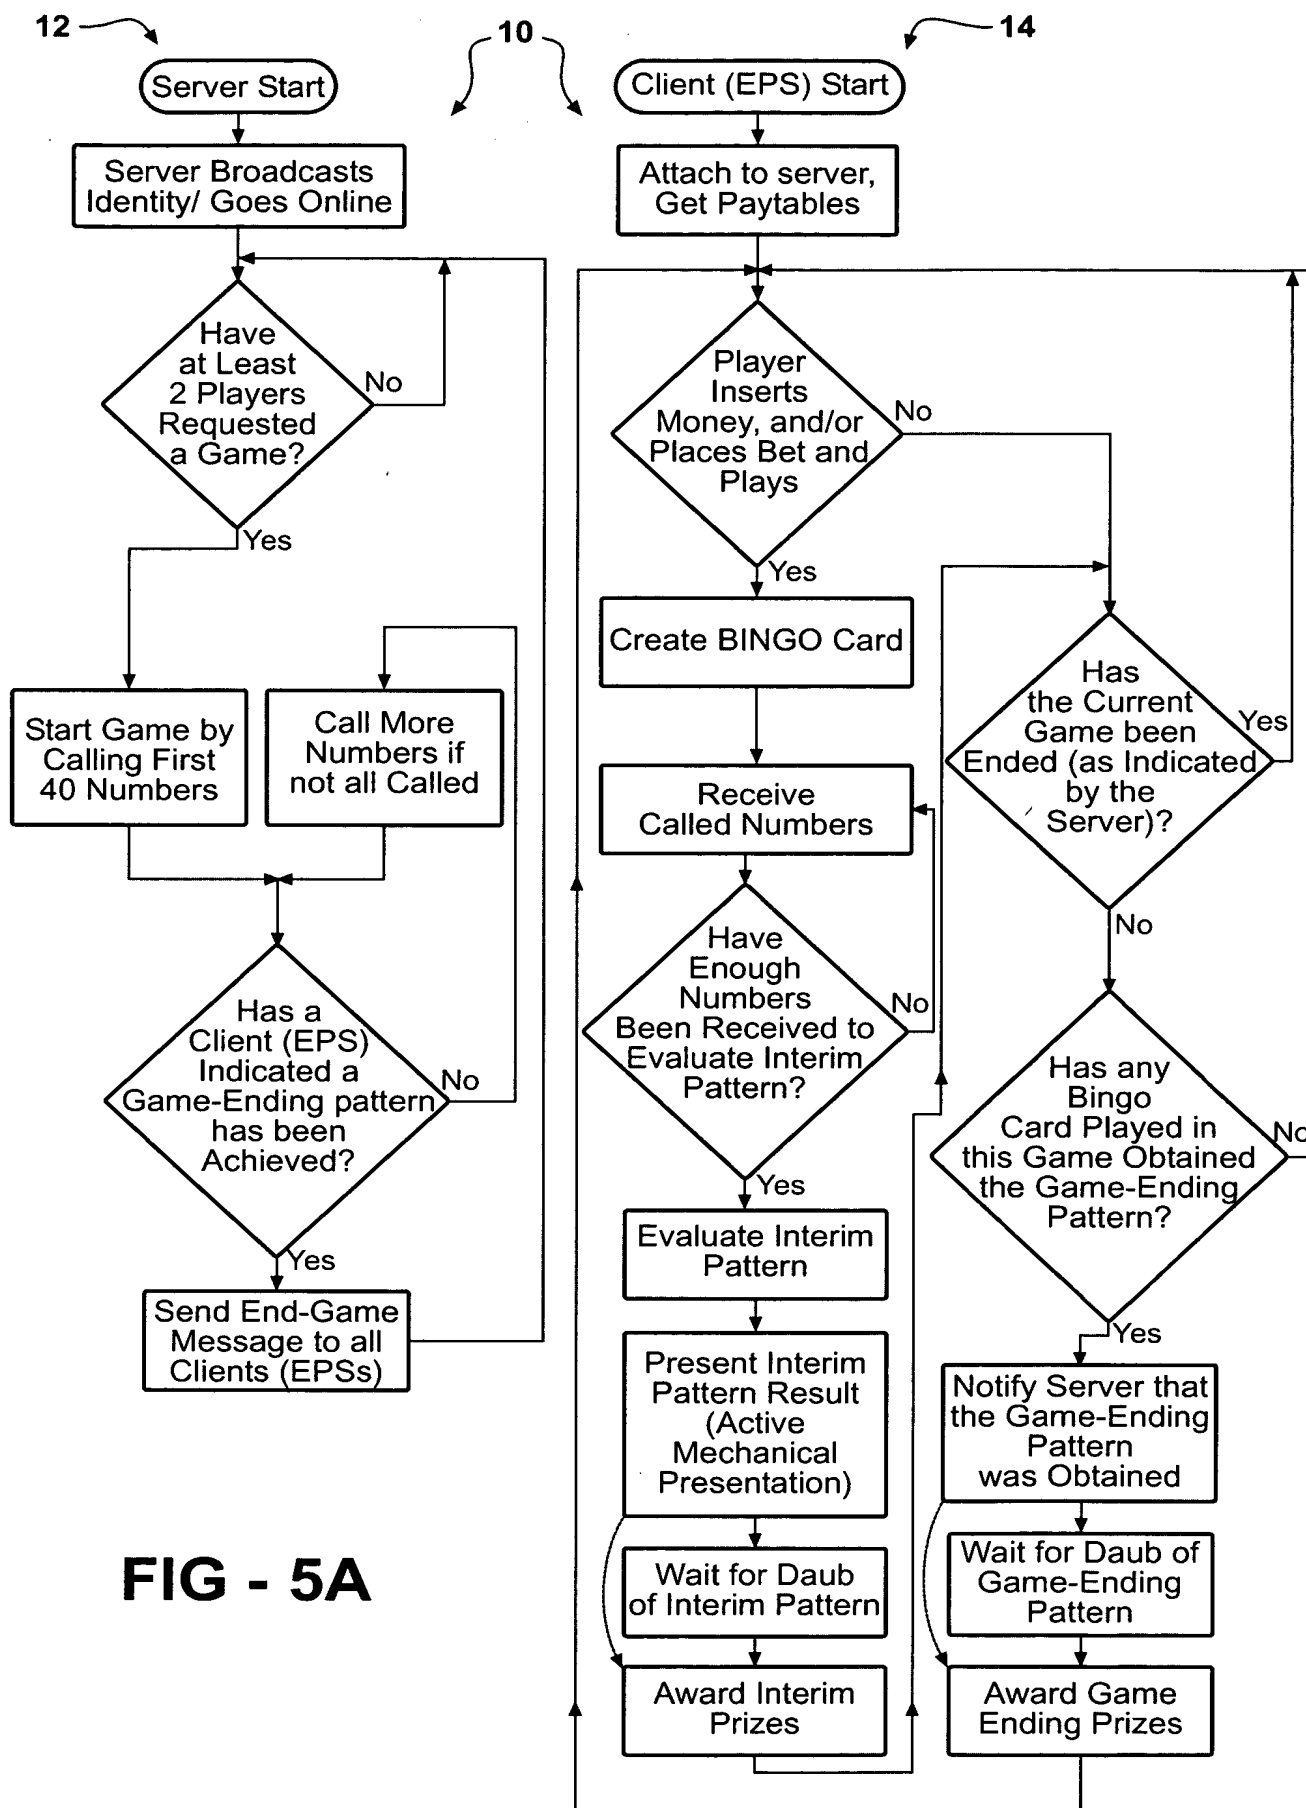 12
10
14
Server Start
Server Broadcasts
Identity/ Goes Online
Have
at Least
2 Players
Requested
a Game?
No
Yes
Start Game by
Calling First
40 Numbers
Call More
Numbers if
not all Called
Has a
Client (EPS)
Indicated a
Game-Ending pattern
has been
Achieved?
No
Yes
Send End-Game
Message to all
Clients (EPSs)
Client (EPS) Start
Attach to server,
Get Paytables
Player
Inserts
Money, and/or
Places Bet and
Plays
No
Yes
Create BINGO Card
Receive
Called Numbers
Have
Enough
Numbers
Been Received to
Evaluate Interim
Pattern?
No
Yes
Evaluate Interim
Pattern
Present Interim
Pattern Result
(Active
Mechanical
Presentation)
Wait for Daub
of Interim Pattern
Award Interim
Prizes
Has
the Current
Game been
Ended (as Indicated
by the
Server)?
Yes
No
Has any
Bingo
Card Played in
this Game Obtained
the Game-Ending
Pattern?
No
Yes
Notify Server that
the Game-Ending
Pattern
was Obtained
Wait for Daub of
Game-Ending
Pattern
Award Game
Ending Prizes
FIG - 5A